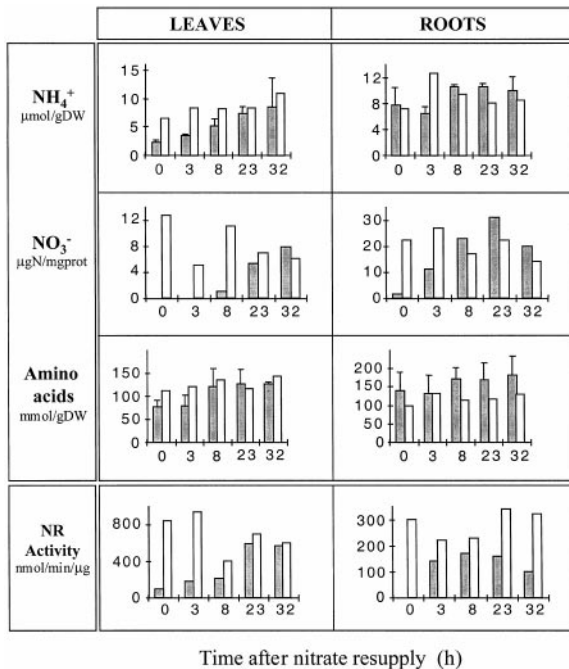 LEAVES ROOTS
NH₄⁺
μmol/gDW
15
10
5
0
0 3 8 23 32
12
8
4
0
0 3 8 23 32
NO₃⁻
μgN/mgprot
12
8
4
0
0 3 8 23 32
30
20
10
0
0 3 8 23 32
Amino
acids
mmol/gDW
150
100
50
0
0 3 8 23 32
200
150
100
50
0
0 3 8 23 32
NR
Activity
nmol/min/μg
800
400
0
0 3 8 23 32
300
200
100
0
0 3 8 23 32
Time after nitrate resupply (h)